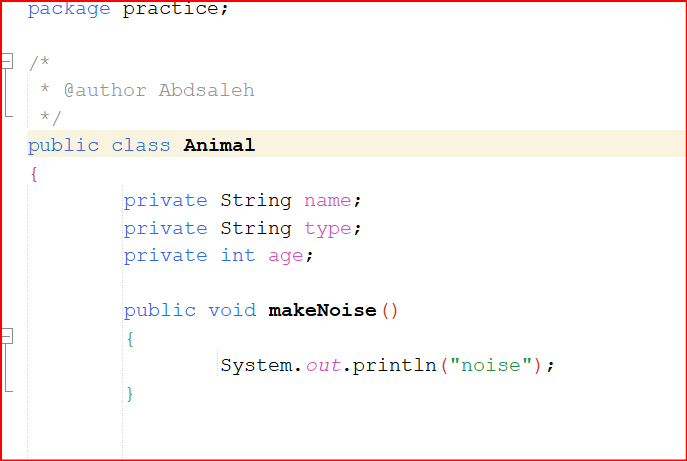 package practice;
/*
* @author Abdsaleh
*/
public class Animal
{
private String name;
private String type;
private int age;
public void makeNoise()
{
System.out.println("noise");
}